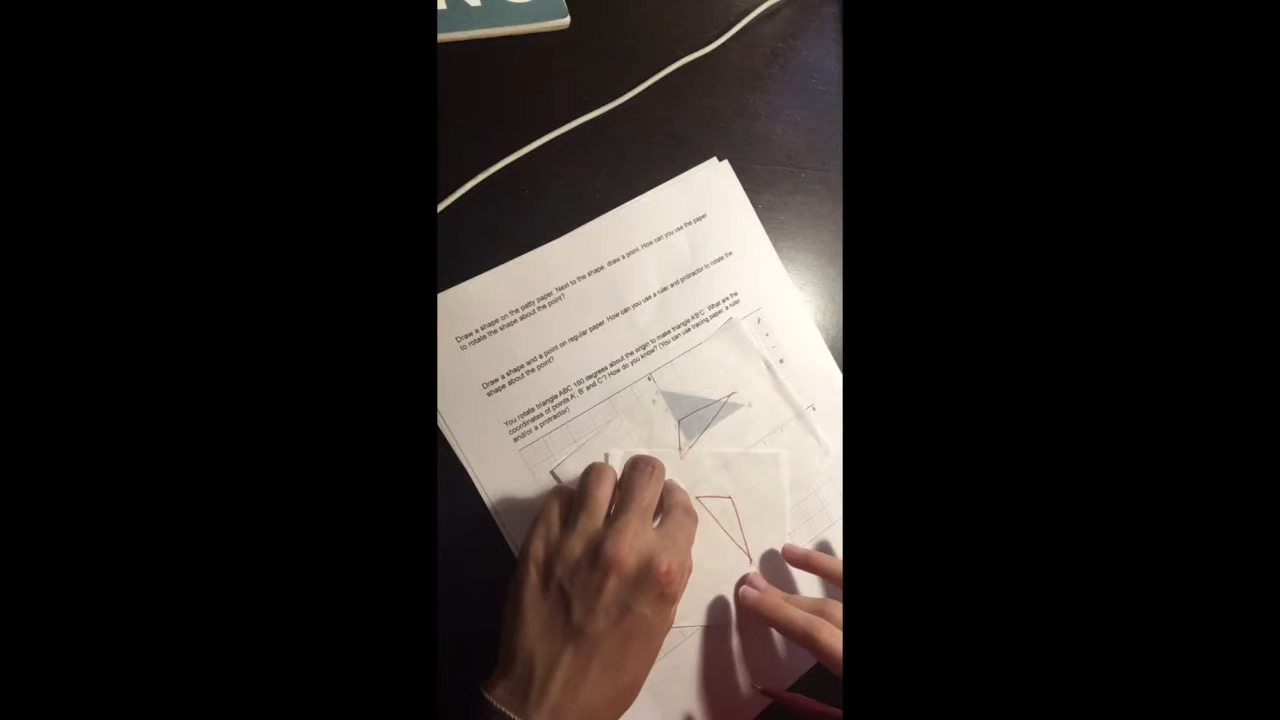 Draw a shape on the patty paper. Next to the shape, draw a point. How can you use the paper
to rotate the shape about the point?
Draw a shape and a point on regular paper. How can you use a ruler and protractor to rotate the
shape about the point?
You rotate triangle ABC 180 degrees about the origin to make triangle A'B'C'. What are the
coordinates of points A', B' and C'? How do you know? (You can use tracing paper, a ruler
and/or a protractor)
6